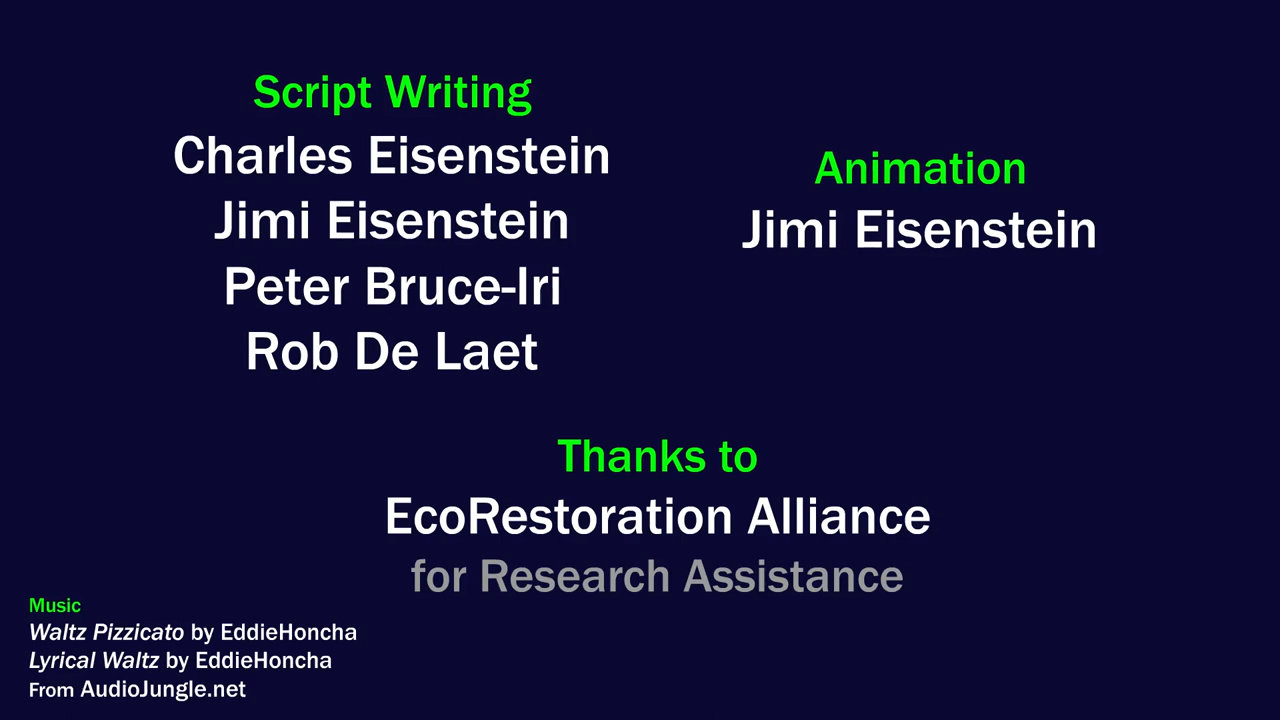 Script Writing
Charles Eisenstein
Jimi Eisenstein
Peter Bruce-Iri
Rob De Laet
Animation
Jimi Eisenstein
Thanks to
EcoRestoration Alliance
for Research Assistance
Music
Waltz Pizzicato by EddieHoncha
Lyrical Waltz by EddieHoncha
From AudioJungle.net